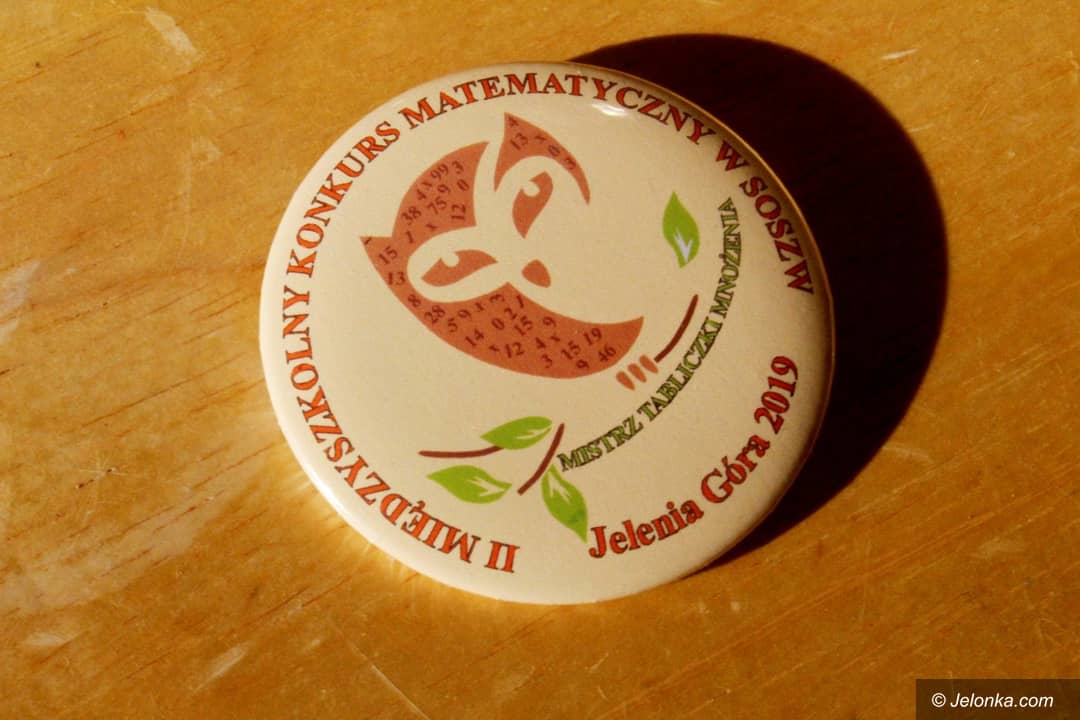 II MIĘDZYSZKOLNY KONKURS MATEMATYCZNY W SOSZW
MISTRZ TABLICZKI MNOŻENIA
Jelenia Góra 2019
© Jelonka.com